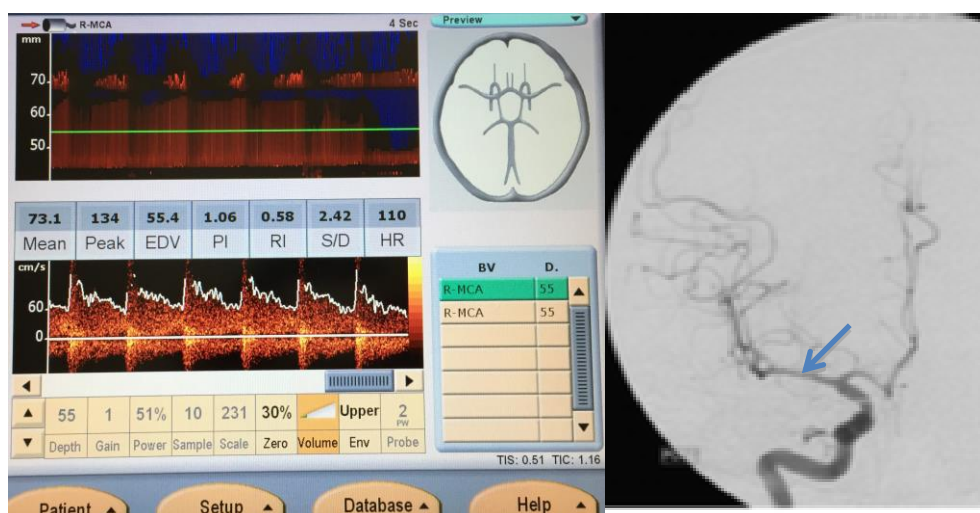 R-MCA
4 Sec
Preview
mm
70
60
50
73.1 134 55.4 1.06 0.58 2.42 110
Mean Peak EDV PI RI S/D HR
cm/s
60
0
BV D.
R-MCA 55
R-MCA 55
55 1 51% 10 231 30% Upper 2
PW
Depth Gain Power Sample Scale Zero Volume Env Probe
TIS: 0.51 TIC: 1.16
Patient Setup Database Help